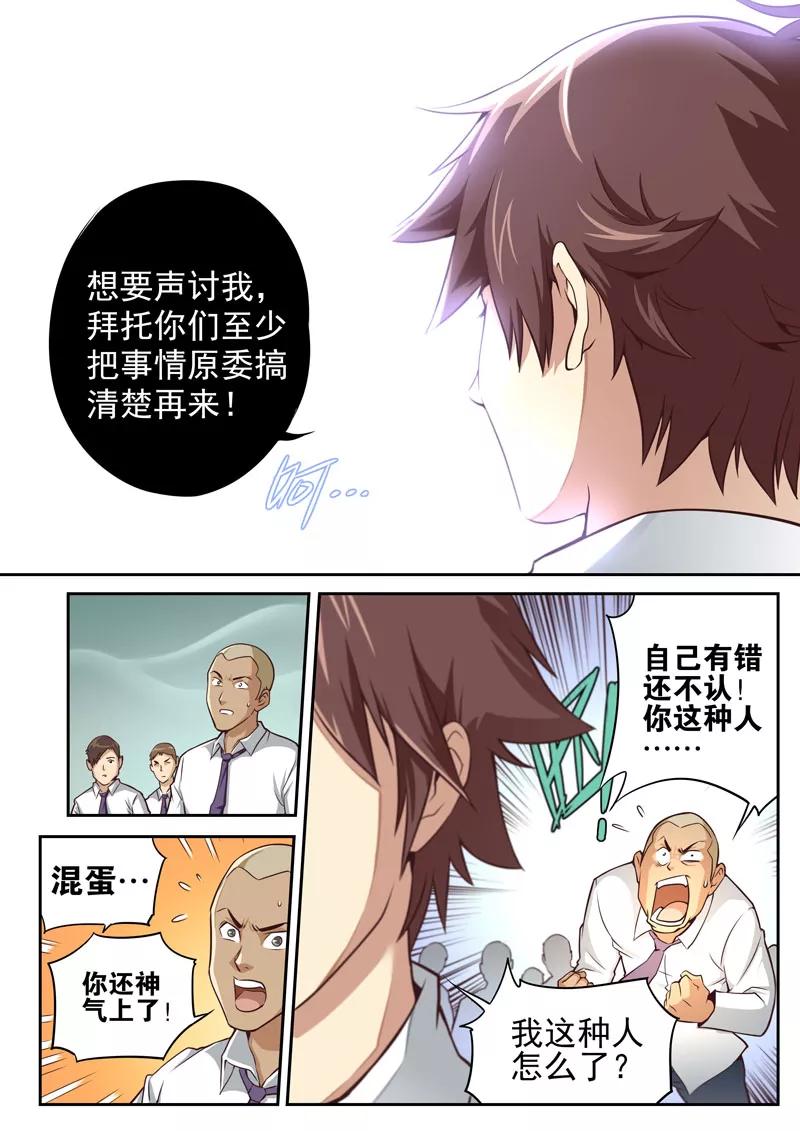 想要声讨我，
拜托你们至少
把事情原委搞
清楚再来！
呵…
混蛋…
你还神
气上了！
自己有错
还不认！
你这种人
……
我这种人
怎么了？